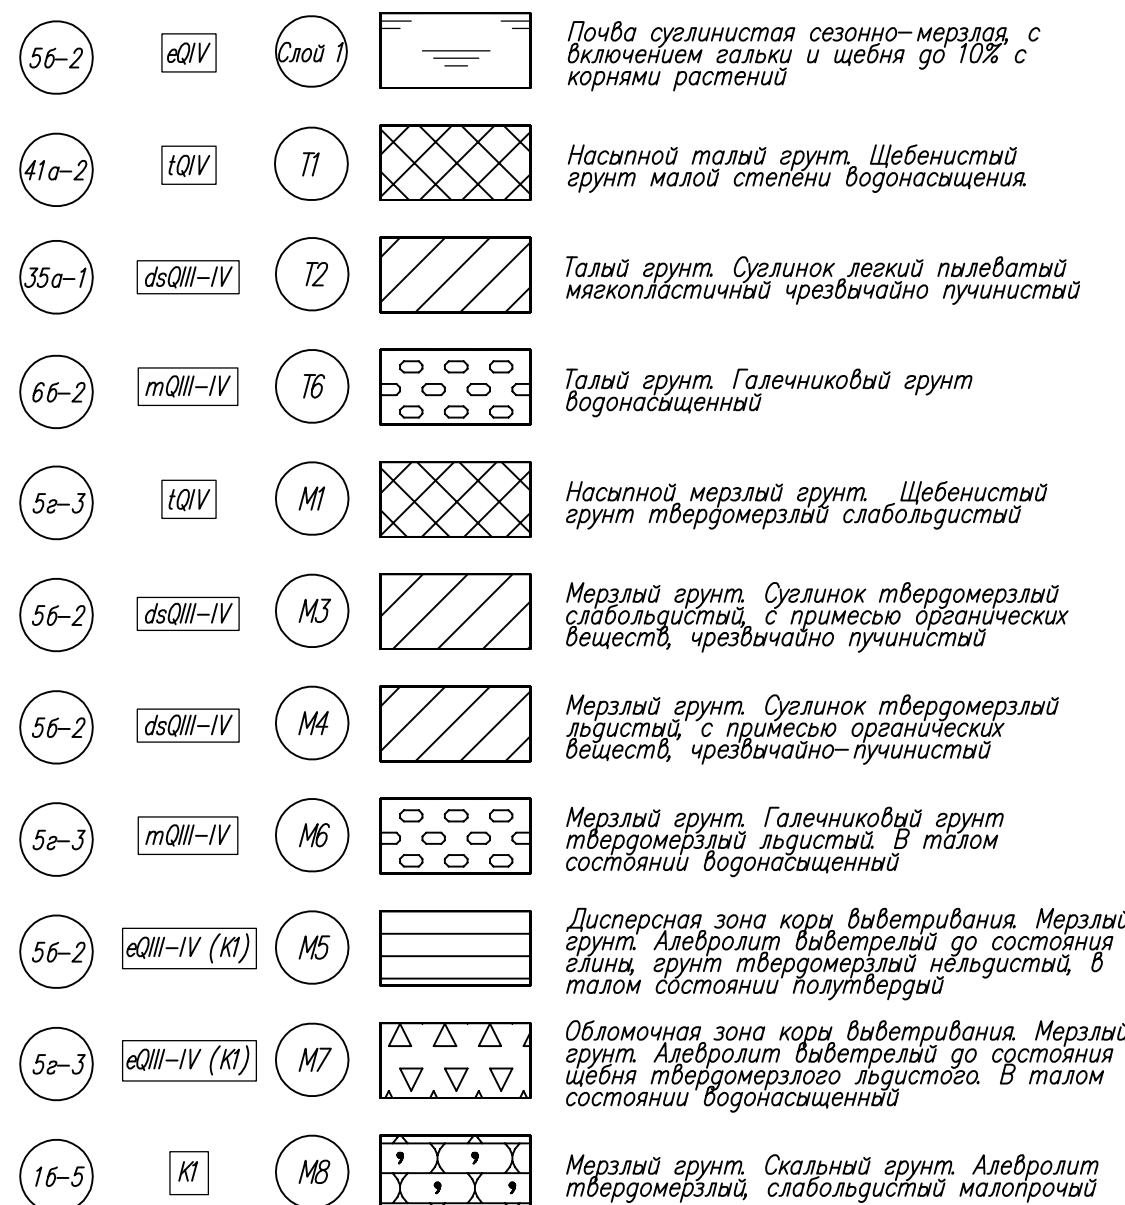 5б-2 eQIV Слой 1 Почва суглинистая сезонно-мерзлая, с
включением гальки и щебня до 10% с
корнями растений
41а-2 tQIV Т1 Насыпной талый грунт. Щебенистый
грунт малой степени водонасыщения.
35а-1 dsQIII-IV Т2 Талый грунт. Суглинок легкий пылеватый
мягкопластичный чрезвычайно пучинистый
6б-2 mQIII-IV Т6 Талый грунт. Галечниковый грунт
водонасыщенный
5г-3 tQIV М1 Насыпной мерзлый грунт. Щебенистый
грунт твердомерзлый слабольдистый
5б-2 dsQIII-IV М3 Мерзлый грунт. Суглинок твердомерзлый
слабольдистый, с примесью органических
веществ, чрезвычайно пучинистый
5б-2 dsQIII-IV М4 Мерзлый грунт. Суглинок твердомерзлый
льдистый, с примесью органических
веществ, чрезвычайно-пучинистый
5г-3 mQIII-IV М6 Мерзлый грунт. Галечниковый грунт
твердомерзлый льдистый. В талом
состоянии водонасыщенный
5б-2 eQIII-IV (К1) М5 Дисперсная зона коры выветривания. Мерзлый
грунт. Алевролит выветрелый до состояния
глины, грунт твердомерзлый нельдистый, в
талом состоянии полутвердый
5г-3 eQIII-IV (К1) М7 Обломочная зона коры выветривания. Мерзлый
грунт. Алевролит выветрелый до состояния
щебня твердомерзлого льдистого. В талом
состоянии водонасыщенный
1б-5 К1 М8 Мерзлый грунт. Скальный грунт. Алевролит
твердомерзлый, слабольдистый малопрочый